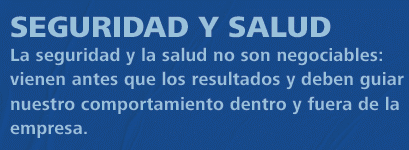 SEGURIDAD Y SALUD
La seguridad y la salud no son negociables:
vienen antes que los resultados y deben guiar
nuestro comportamiento dentro y fuera de la
empresa.